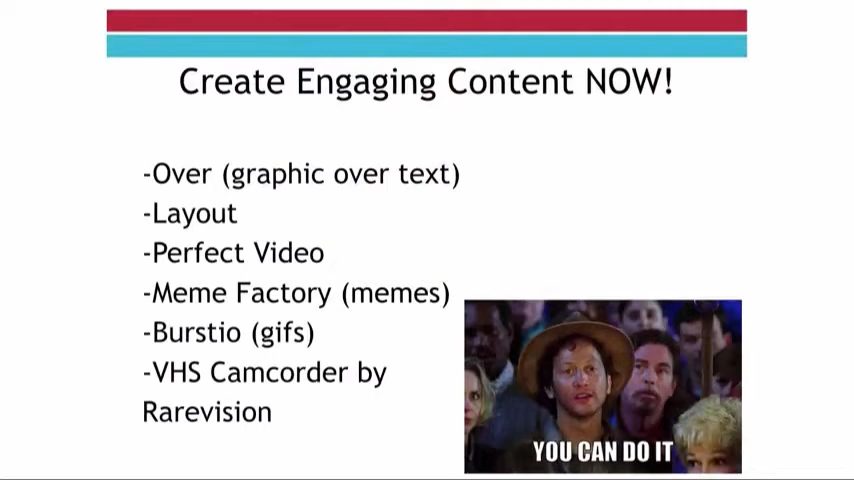 Create Engaging Content NOW!
-Over (graphic over text)
-Layout
-Perfect Video
-Meme Factory (memes)
-Burstio (gifs)
-VHS Camcorder by
Rarevision
YOU CAN DO IT